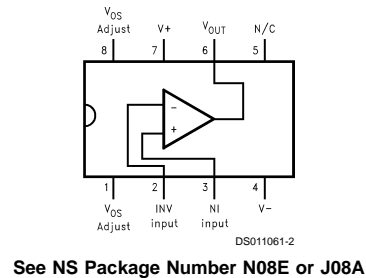 VOS
Adjust
V+
VOUT
N/C
8
7
6
5
−
+
1
2
3
4
VOS
Adjust
INV
input
NI
input
V−
DS011061-2
See NS Package Number N08E or J08A